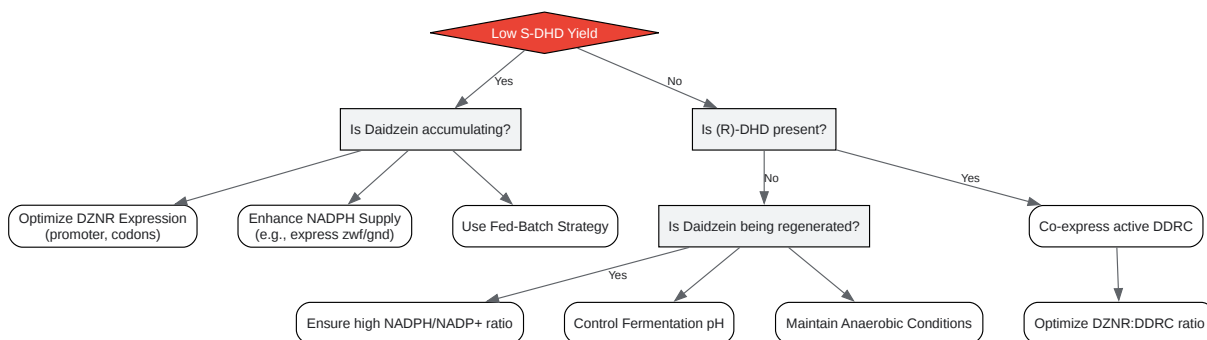 Low S-DHD Yield
Yes
No
Is Daidzein accumulating?
Is (R)-DHD present?
No
Yes
Optimize DZNR Expression
(promoter, codons)
Enhance NADPH Supply
(e.g., express zwf/gnd)
Use Fed-Batch Strategy
Is Daidzein being regenerated?
Co-express active DDRC
Yes
Ensure high NADPH/NADP+ ratio
Control Fermentation pH
Maintain Anaerobic Conditions
Optimize DZNR:DDRC ratio